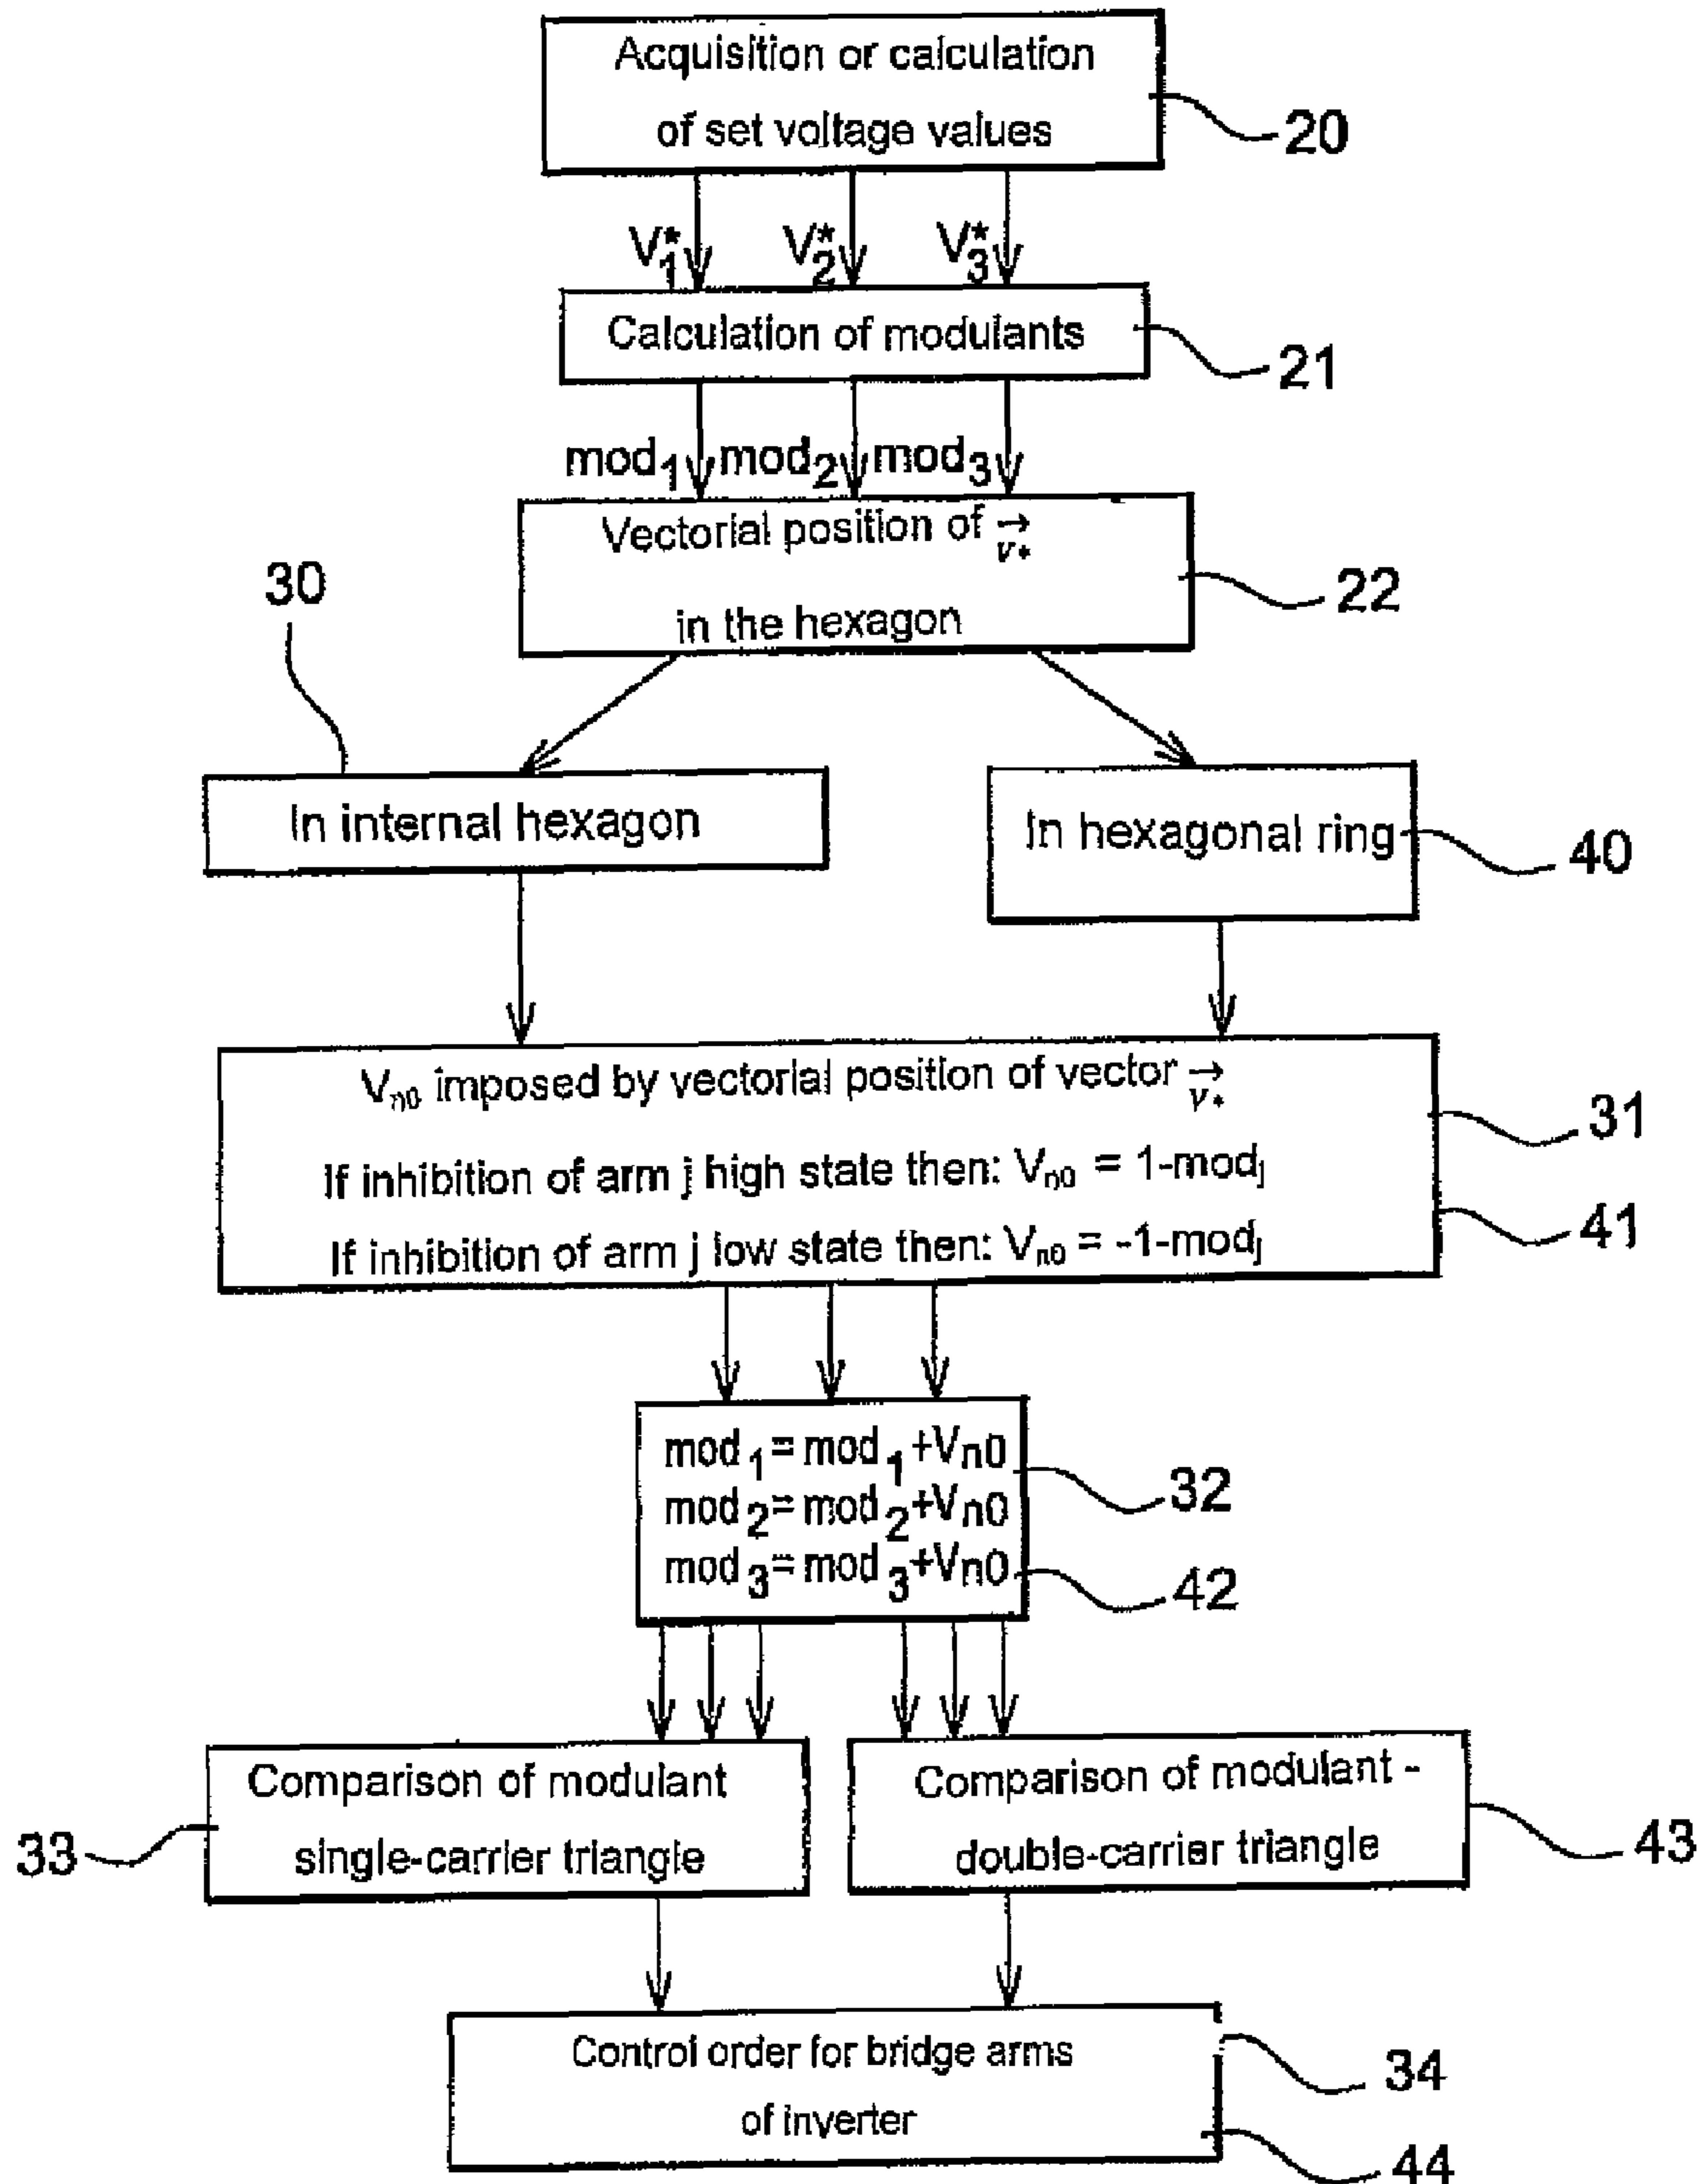 Acquisition or calculation
of set voltage values
20
V₁* V₂* V₃*
Calculation of modulants
21
mod₁ mod₂ mod₃
Vectorial position of →v*
in the hexagon
22
30
In internal hexagon
In hexagonal ring
40
Vₙ₀ imposed by vectorial position of vector →v*
31
If inhibition of arm j high state then: Vₙ₀ = 1-modⱼ
41
If inhibition of arm j low state then: Vₙ₀ = -1-modⱼ
mod₁=mod₁+Vn0
32
mod₂=mod₂+Vn0
mod₃=mod₃+Vn0
42
Comparison of modulant
single-carrier triangle
33
Comparison of modulant -
double-carrier triangle
43
Control order for bridge arms
of inverter
34
44